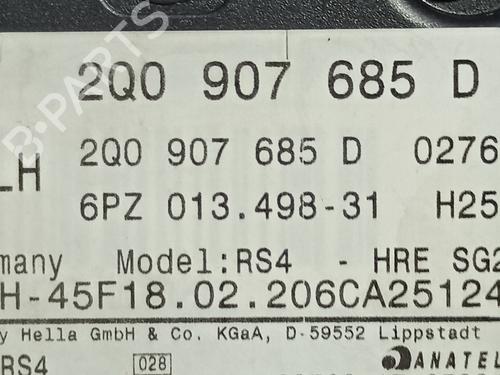 2Q0 907 685 D
LH
2Q0 907 685 D 0276
6PZ 013.498-31 H25
many Model:RS4 - HRE SG2
H-45F18.02.206CA25124
y Hella GmbH & Co. KGaA, D-59552 Lippstadt
RS4 028 ANATEL
B-PARTS